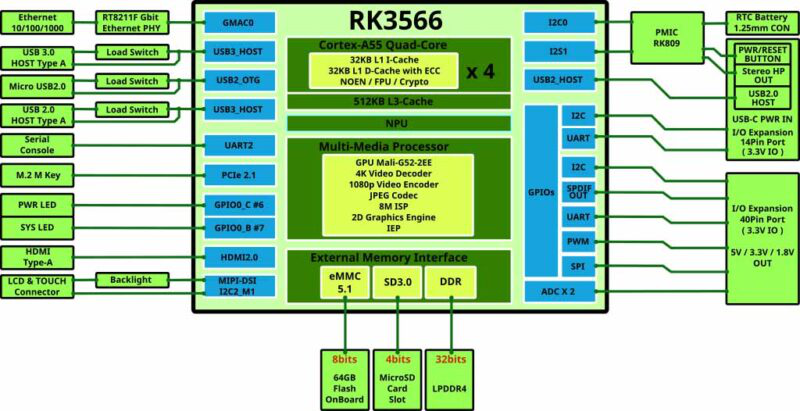 RK3566
Ethernet
10/100/1000
RT8211F Gbit
Ethernet PHY
GMAC0
USB 3.0
HOST Type A
Load Switch
USB3_HOST
Micro USB2.0
Load Switch
USB2_OTG
USB 2.0
HOST Type A
Load Switch
USB3_HOST
Serial
Console
UART2
M.2 M Key
PCIe 2.1
PWR LED
GPIO0_C #6
SYS LED
GPIO0_B #7
HDMI
Type-A
HDMI2.0
LCD & TOUCH
Connector
Backlight
MIPI-DSI
I2C2_M1
Cortex-A55 Quad-Core
32KB L1 I-Cache
32KB L1 D-Cache with ECC
NOEN / FPU / Crypto
x 4
512KB L3-Cache
NPU
Multi-Media Processor
GPU Mali-G52-2EE
4K Video Decoder
1080p Video Encoder
JPEG Codec
8M ISP
2D Graphics Engine
IEP
External Memory Interface
eMMC
5.1
SD3.0
DDR
8bits
64GB
Flash
OnBoard
4bits
MicroSD
Card
Slot
32bits
LPDDR4
I2C0
I2S1
USB2_HOST
GPIOs
I2C
UART
I2C
SPDIF
OUT
UART
PWM
SPI
ADC X 2
PMIC
RK809
RTC Battery
1.25mm CON
PWR/RESET
BUTTON
Stereo HP
OUT
USB2.0
HOST
USB-C PWR IN
I/O Expansion
14Pin Port
( 3.3V IO )
I/O Expansion
40Pin Port
( 3.3V IO )
5V / 3.3V / 1.8V
OUT